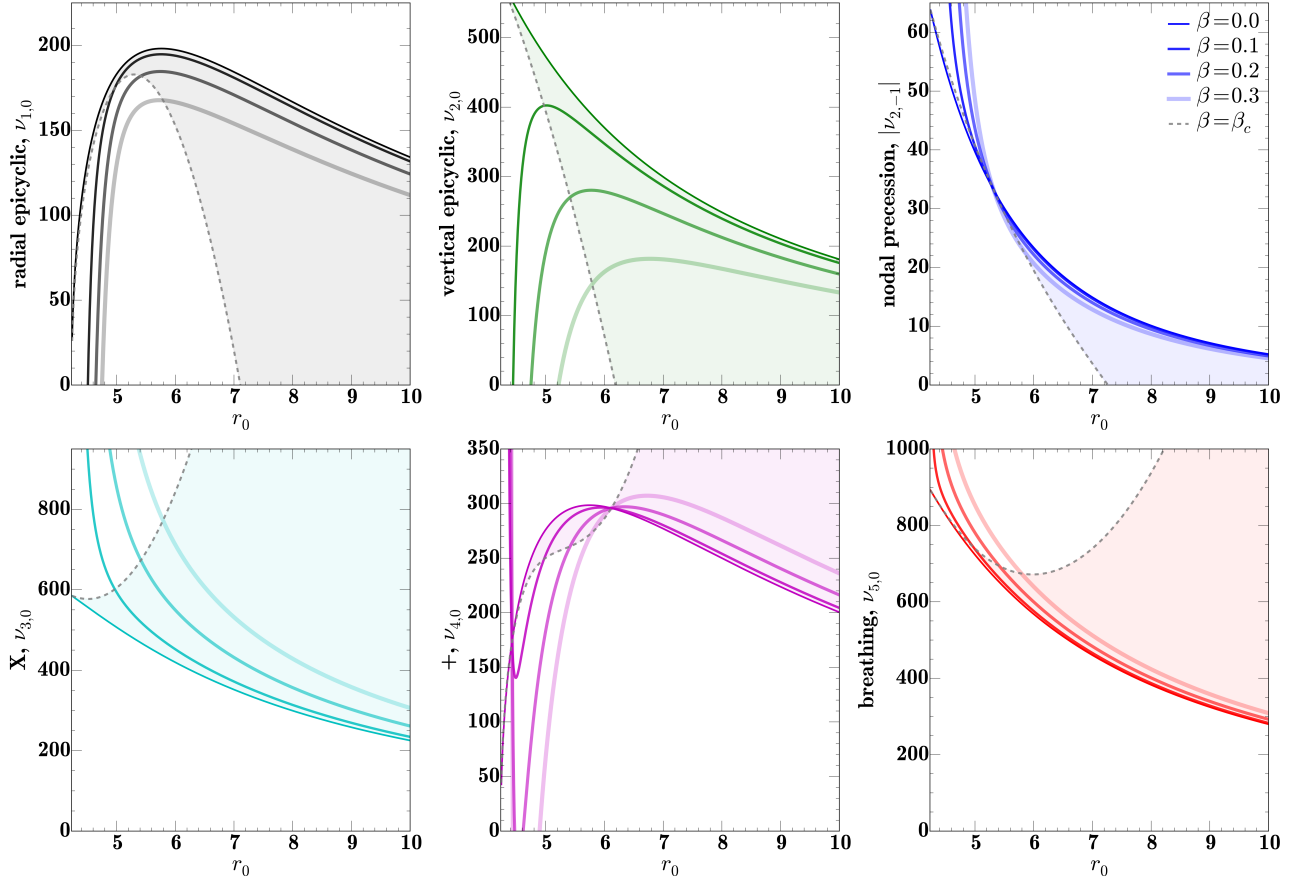 radial epicyclic, ν₁,₀
200
150
100
50
0
5 6 7 8 9 10
r₀
vertical epicyclic, ν₂,₀
500
400
300
200
100
0
5 6 7 8 9 10
r₀
nodal precession, |ν₂,₋₁|
60
50
40
30
20
10
0
5 6 7 8 9 10
r₀
β=0.0
β=0.1
β=0.2
β=0.3
β=β_c
X, ν₃,₀
800
600
400
200
0
5 6 7 8 9 10
r₀
+, ν₄,₀
350
300
250
200
150
100
50
0
5 6 7 8 9 10
r₀
breathing, ν₅,₀
1000
800
600
400
200
0
5 6 7 8 9 10
r₀